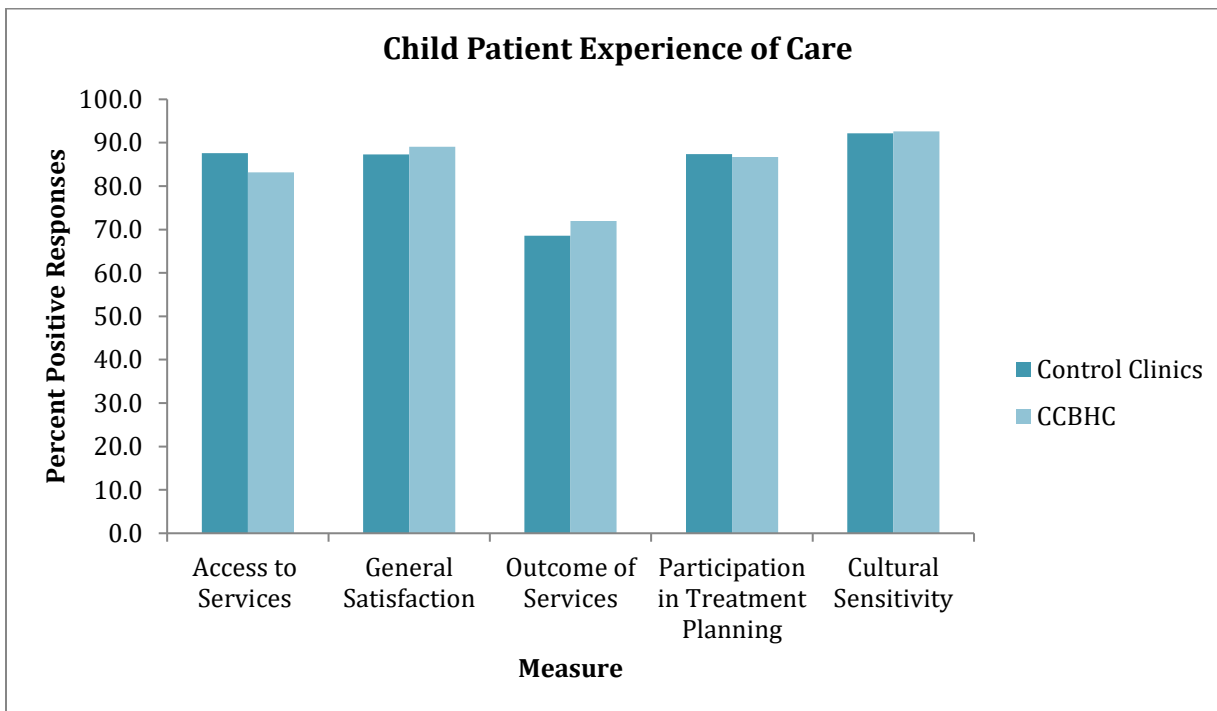 Child Patient Experience of Care
Percent Positive Responses
100.0
90.0
80.0
70.0
60.0
50.0
40.0
30.0
20.0
10.0
0.0
Access to
Services
General
Satisfaction
Outcome of
Services
Participation
in Treatment
Planning
Cultural
Sensitivity
Measure
Control Clinics
CCBHC